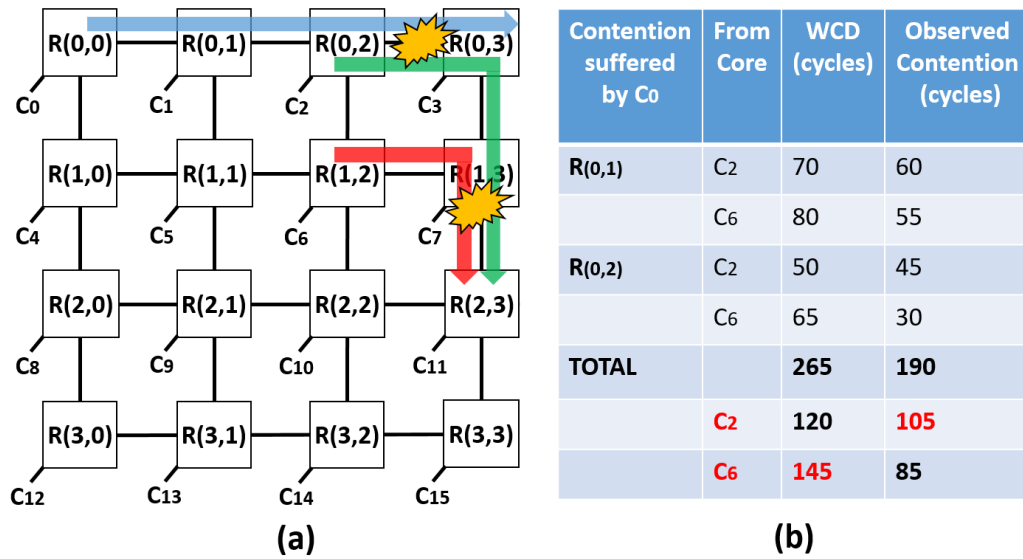 R(0,0) R(0,1) R(0,2) R(0,3)
C0 C1 C2 C3
R(1,0) R(1,1) R(1,2) R(1,3)
C4 C5 C6 C7
R(2,0) R(2,1) R(2,2) R(2,3)
C8 C9 C10 C11
R(3,0) R(3,1) R(3,2) R(3,3)
C12 C13 C14 C15
(a)
Contention suffered by C0 From Core WCD (cycles) Observed Contention (cycles)
R(0,1) C2 70 60
C6 80 55
R(0,2) C2 50 45
C6 65 30
TOTAL 265 190
C2 120 105
C6 145 85
(b)